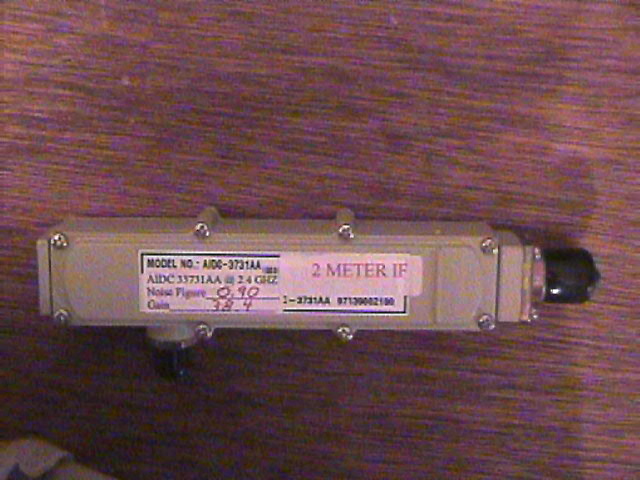 MODEL NO.: AIDC-3731AA
AIDC 33731AA @ 2.4 GHZ
2 METER IF
Noise Figure 0.90
Gain 38.4
-3731AA 97139002190